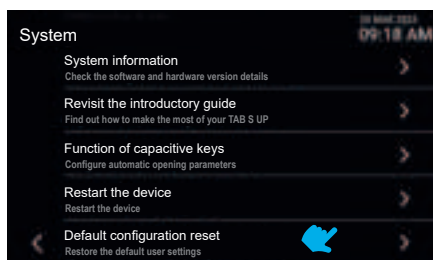 System
09:18 AM
System information
Check the software and hardware version details
Revisit the introductory guide
Find out how to make the most of your TAB S UP
Function of capacitive keys
Configure automatic opening parameters
Restart the device
Restart the device
Default configuration reset
Restore the default user settings